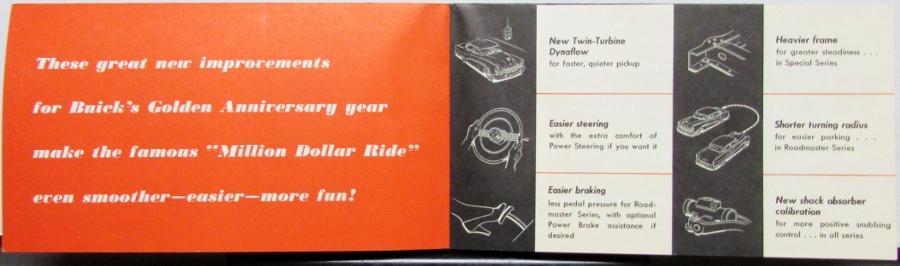 These great new improvements
for Buick's Golden Anniversary year
make the famous "Million Dollar Ride"
even smoother—easier—more fun!
New Twin-Turbine
Dynaflow
for faster, quieter pickup
Easier steering
with the extra comfort of
Power Steering if you want it
Easier braking
less pedal pressure for Road-
master Series, with optional
Power Brake assistance if
desired
Heavier frame
for greater steadiness . . .
in Special Series
Shorter turning radius
for easier parking . . .
in Roadmaster Series
New shock absorber
calibration
for more positive snubbing
control . . . in all series